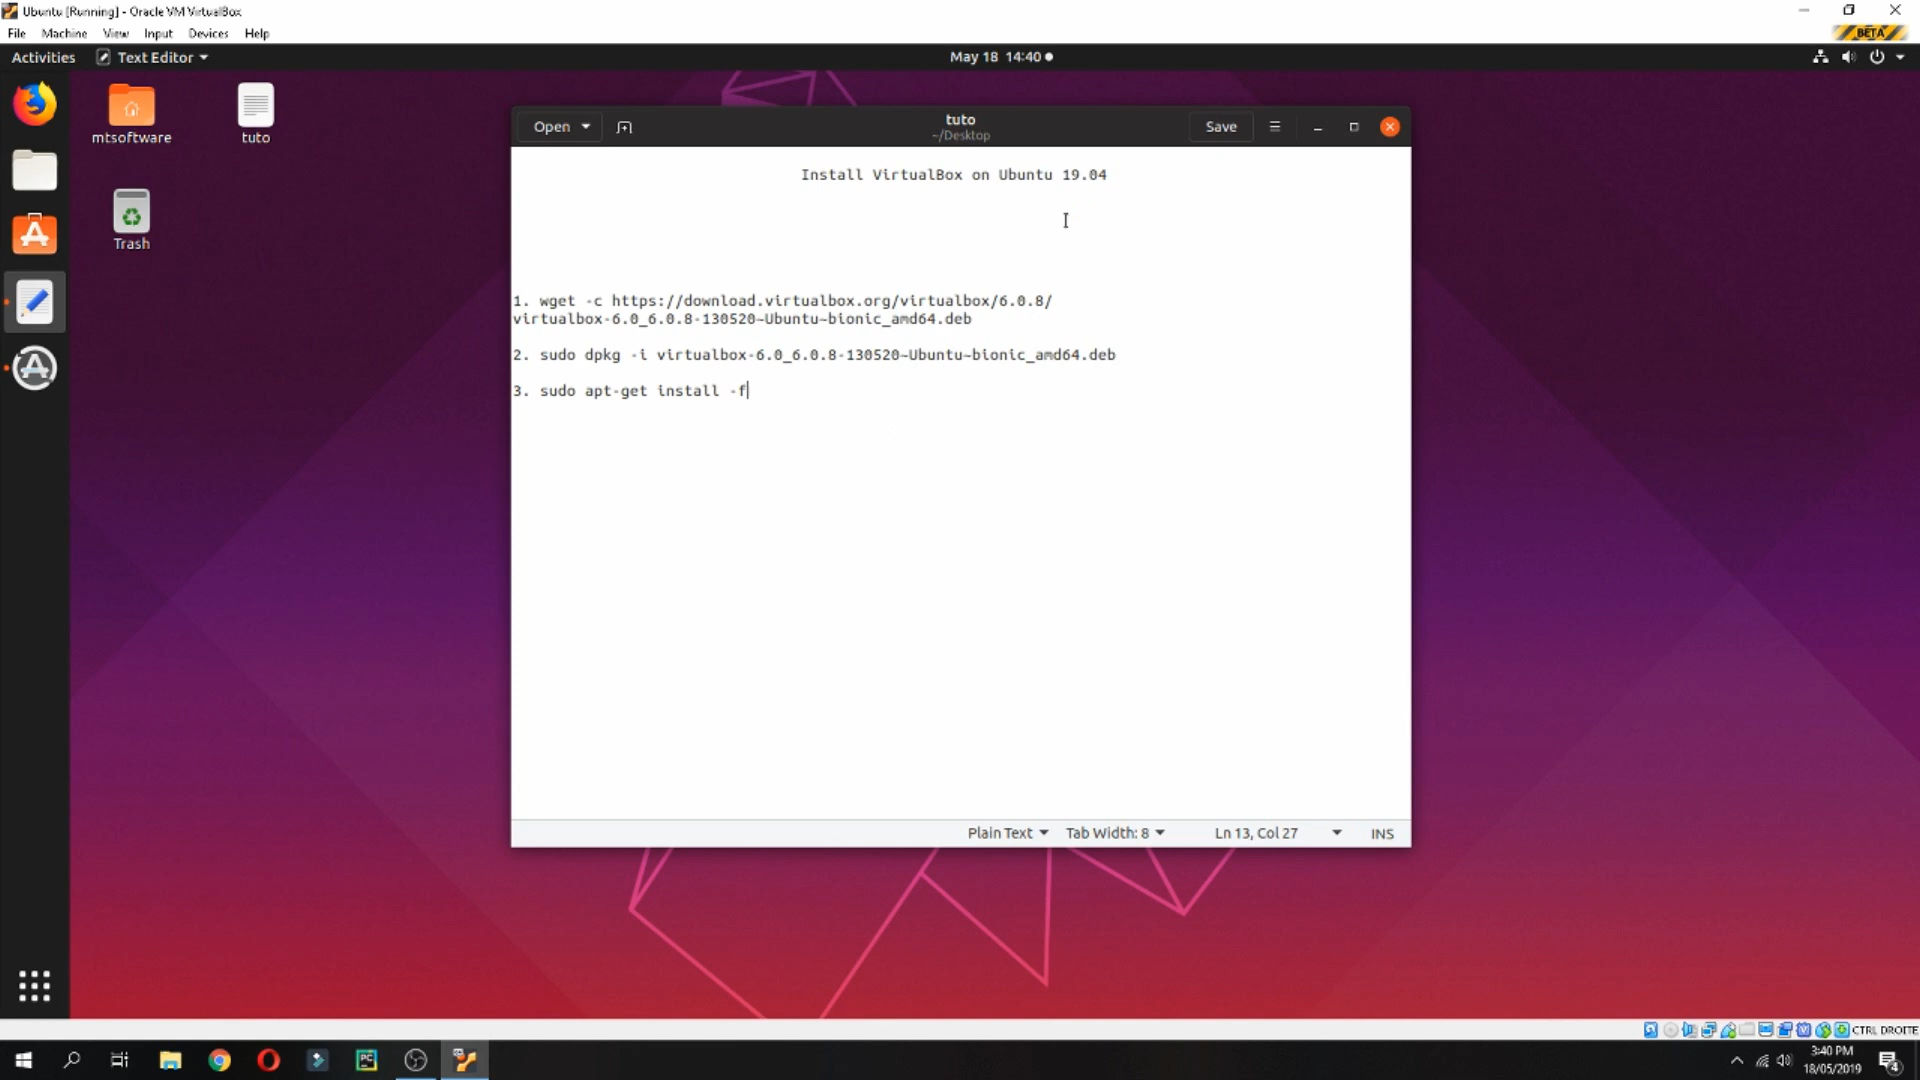 Ubuntu [Running] - Oracle VM VirtualBox
File Machine View Input Devices Help
BETA
Activities Text Editor May 18 14:40
mtsoftware
tuto
Trash
Open tuto Save
~/Desktop
Install VirtualBox on Ubuntu 19.04
1. wget -c https://download.virtualbox.org/virtualbox/6.0.8/
virtualbox-6.0_6.0.8-130520~Ubuntu~bionic_amd64.deb
2. sudo dpkg -i virtualbox-6.0_6.0.8-130520~Ubuntu~bionic_amd64.deb
3. sudo apt-get install -f
Plain Text Tab Width: 8 Ln 13, Col 27 INS
CTRL DROITE
PC
3:40 PM
18/05/2019
4